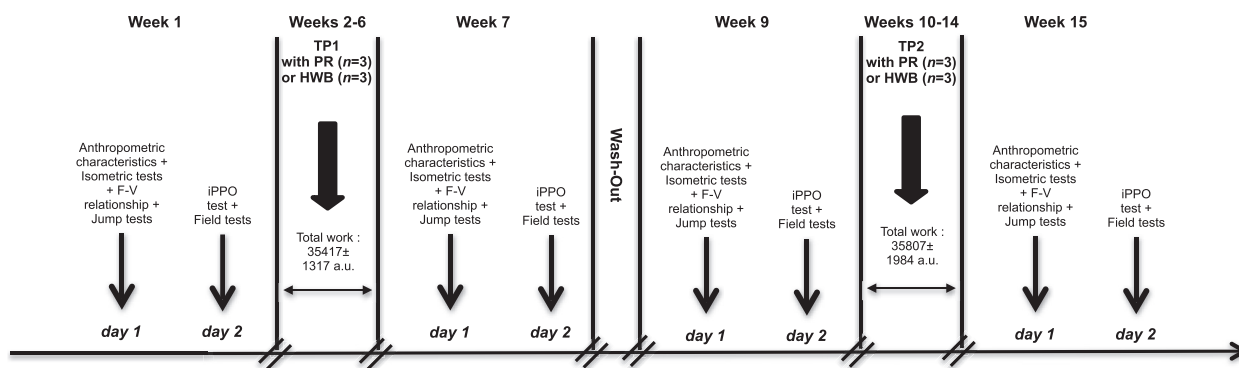 Week 1
Weeks 2-6
Week 7
Week 9
Weeks 10-14
Week 15
TP1
with PR (n=3)
or HWB (n=3)
TP2
with PR (n=3)
or HWB (n=3)
Anthropometric
characteristics +
Isometric tests
+ F-V
relationship +
Jump tests
iPPO
test +
Field tests
Total work :
35417±
1317 a.u.
Anthropometric
characteristics +
Isometric tests
+ F-V
relationship +
Jump tests
iPPO
test +
Field tests
Wash-Out
Anthropometric
characteristics +
Isometric tests
+ F-V
relationship +
Jump tests
iPPO
test +
Field tests
Total work :
35807±
1984 a.u.
Anthropometric
characteristics +
Isometric tests
+ F-V
relationship +
Jump tests
iPPO
test +
Field tests
day 1
day 2
day 1
day 2
day 1
day 2
day 1
day 2